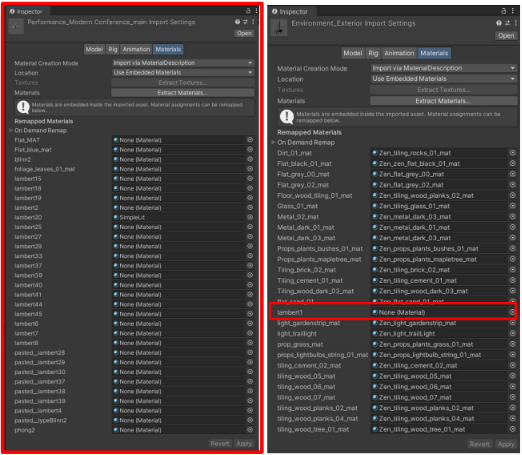 Inspector
Performance_Modern Conference_main Import Settings
Open
Model Rig Animation Materials
Material Creation Mode Import via MaterialDescription
Location Use Embedded Materials
Textures Extract Textures...
Materials Extract Materials...
Materials are embedded inside the imported asset. Material assignments can be remapped
below.
Remapped Materials
On Demand Remap
Flat_MAT None (Material)
Flat_blue_mat None (Material)
blinn2 None (Material)
foliage_leaves_01_mat None (Material)
lambert15 None (Material)
lambert18 None (Material)
lambert19 None (Material)
lambert2 None (Material)
lambert20 SimpleLit
lambert25 None (Material)
lambert27 None (Material)
lambert29 None (Material)
lambert33 None (Material)
lambert37 None (Material)
lambert39 None (Material)
lambert40 None (Material)
lambert41 None (Material)
lambert44 None (Material)
lambert45 None (Material)
lambert6 None (Material)
lambert7 None (Material)
lambert8 None (Material)
pasted__lambert28 None (Material)
pasted__lambert29 None (Material)
pasted__lambert30 None (Material)
pasted__lambert37 None (Material)
pasted__lambert38 None (Material)
pasted__lambert39 None (Material)
pasted__lambert4 None (Material)
pasted__typeBlinn2 None (Material)
phong2 None (Material)
Revert Apply
Inspector
Environment_Exterior Import Settings
Open
Model Rig Animation Materials
Material Creation Mode Import via MaterialDescription
Location Use Embedded Materials
Textures Extract Textures...
Materials Extract Materials...
Materials are embedded inside the imported asset. Material assignments can be
remapped below.
Remapped Materials
On Demand Remap
Dirt_01_mat Zen_tiling_rocks_01_mat
Flat_black_01_mat Zen_zen_flat_black_01_mat
Flat_grey_00_mat Zen_flat_grey_00_mat
Flat_grey_02_mat Zen_flat_grey_02_mat
Floor_wood_tiling_01_mat Zen_tiling_wood_planks_02_mat
Glass_01_mat Zen_tiling_glass_01_mat
Metal_02_mat Zen_metal_dark_03_mat
Metal_dark_01_mat Zen_metal_dark_01_mat
Metal_dark_03_mat Zen_metal_dark_03_mat
Props_plants_bushes_01_mat Zen_props_plants_bushes_01_mat
Props_plants_mapletree_mat Zen_props_plants_mapletree_mat
Tiling_brick_02_mat Zen_tiling_brick_02_mat
Tiling_cement_01_mat Zen_tiling_cement_01_mat
Tiling_wood_dark_03_mat Zen_tiling_wood_dark_03_mat
flat_sand_01 Zen_flat_sand_01_mat
lambert1 None (Material)
light_gardenstrip_mat Zen_light_gardenstrip_mat
light_traillight Zen_light_trailLight
prop_grass_mat Zen_props_plants_grass_01_mat
props_lightbulb_string_01_mat Zen_props_lightbulb_string_01_mat
tiling_cement_02_mat Zen_tiling_cement_02_mat
tiling_wood_05_mat Zen_tiling_wood_05_mat
tiling_wood_06_mat Zen_tiling_wood_06_mat
tiling_wood_07_mat Zen_tiling_wood_07_mat
tiling_wood_planks_02_mat Zen_tiling_wood_planks_02_mat
tiling_wood_planks_04_mat Zen_tiling_wood_planks_04_mat
tiling_wood_tree_01_mat Zen_tiling_wood_tree_01_mat
Revert Apply